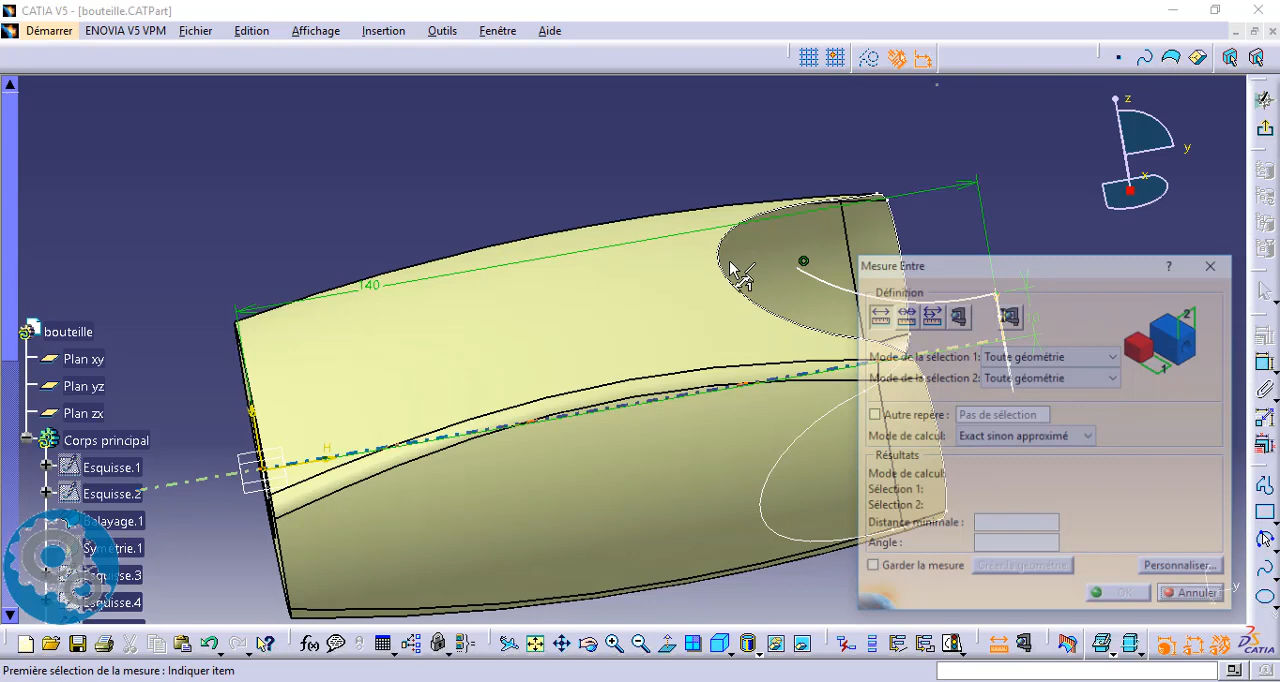 CATIA V5 - [bouteille.CATPart]
Démarrer ENOVIA V5 VPM Fichier Edition Affichage Insertion Outils Fenêtre Aide
z
y
x
140
H
bouteille
Plan xy
Plan yz
Plan zx
Corps principal
Esquisse.1
Esquisse.2
Balayage.1
Symétrie.1
Esquisse.3
Esquisse.4
Mesure Entre ?
Définition
Mode de la sélection 1: Toute géométrie
Mode de la sélection 2: Toute géométrie
2
1
Autre repère : Pas de sélection
Mode de calcul: Exact sinon approximé
Résultats
Mode de calcul
Sélection 1:
Sélection 2:
Distance minimale :
Angle :
Garder la mesure Créer la géométrie Personnaliser...
OK Annuler
y
f(x)
CATIA
Première sélection de la mesure : Indiquer item